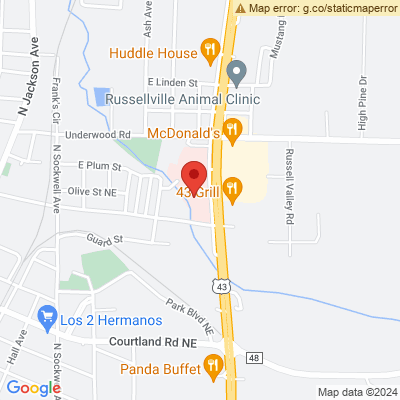 Map error: g.co/staticmaperror
Huddle House
Ash Ave
Mustang
N Jackson Ave
E Linden St
Russellville Animal Clinic
High Pine Dr
Frank's Cir
Underwood Rd
McDonald's
E Plum St
Russell Valley Rd
N Sockwell Ave
Olive St NE
43 Grill
Guard St
43
Park Blvd NE
Los 2 Hermanos
Hall Ave
N Sockwell Ave
Courtland Rd NE
48
Panda Buffet
Google
Map data ©2024